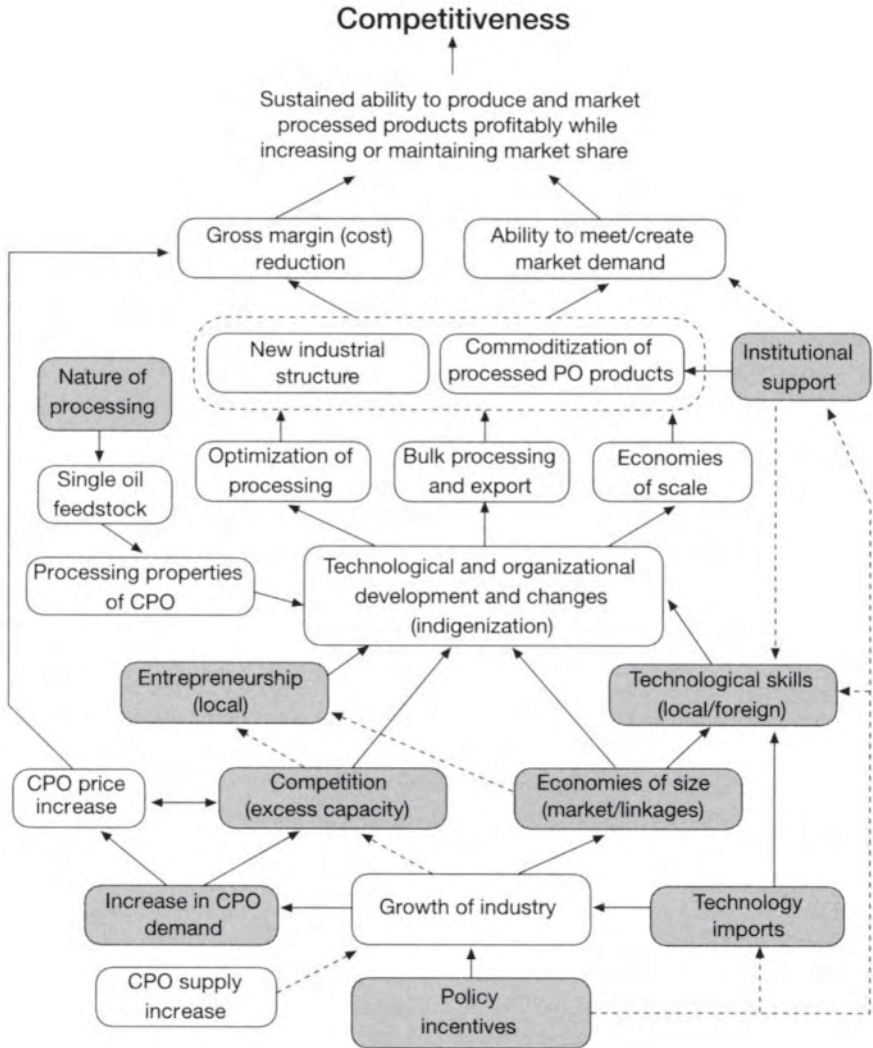 Competitiveness
Sustained ability to produce and market
processed products profitably while
increasing or maintaining market share
Gross margin (cost)
reduction
Ability to meet/create
market demand
New industrial
structure
Commoditization of
processed PO products
Institutional
support
Nature of
processing
Optimization of
processing
Bulk processing
and export
Economies
of scale
Single oil
feedstock
Processing properties
of CPO
Technological and organizational
development and changes
(indigenization)
Entrepreneurship
(local)
Technological skills
(local/foreign)
CPO price
increase
Competition
(excess capacity)
Economies of size
(market/linkages)
Increase in CPO
demand
Growth of industry
Technology
imports
CPO supply
increase
Policy
incentives